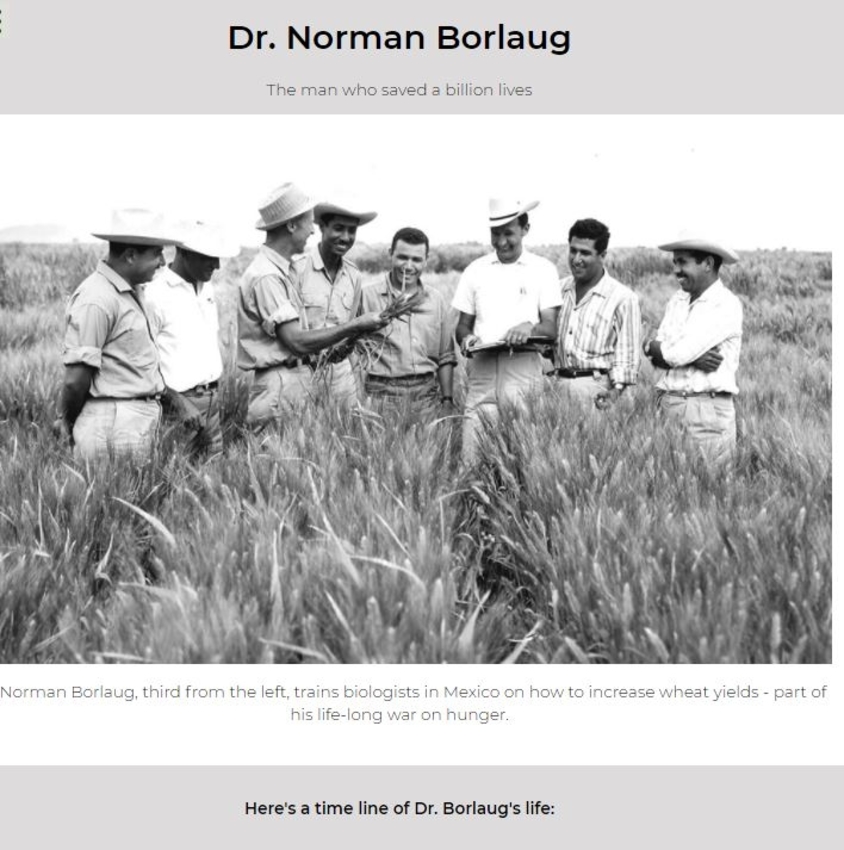 Dr. Norman Borlaug
The man who saved a billion lives
Norman Borlaug, third from the left, trains biologists in Mexico on how to increase wheat yields - part of
his life-long war on hunger.
Here's a time line of Dr. Borlaug's life: